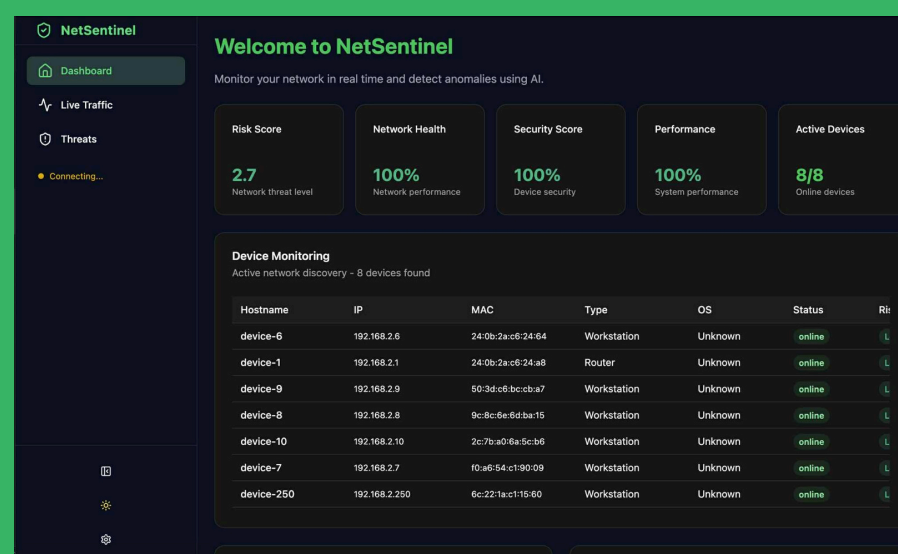 NetSentinel
Dashboard
Live Traffic
Threats
Connecting...
Welcome to NetSentinel
Monitor your network in real time and detect anomalies using AI.
Risk Score
2.7
Network threat level
Network Health
100%
Network performance
Security Score
100%
Device security
Performance
100%
System performance
Active Devices
8/8
Online devices
Device Monitoring
Active network discovery - 8 devices found
Hostname IP MAC Type OS Status Ris
device-6 192.168.2.6 24:0b:2a:c6:24:64 Workstation Unknown online L
device-1 192.168.2.1 24:0b:2a:c6:24:a8 Router Unknown online L
device-9 192.168.2.9 50:3d:c6:bc:cb:a7 Workstation Unknown online L
device-8 192.168.2.8 9c:8c:6e:6d:ba:15 Workstation Unknown online L
device-10 192.168.2.10 2c:7b:a0:6a:5c:b6 Workstation Unknown online L
device-7 192.168.2.7 f0:a6:54:c1:90:09 Workstation Unknown online L
device-250 192.168.2.250 6c:22:1a:c1:15:60 Workstation Unknown online L